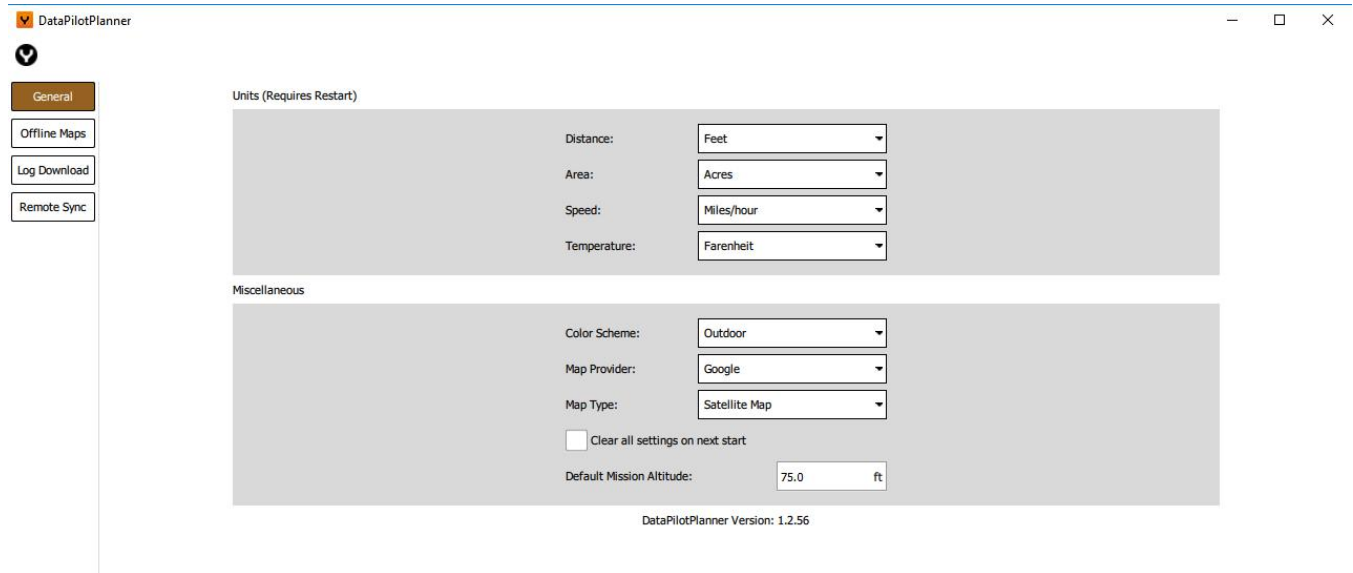 DataPilotPlanner
General
Offline Maps
Log Download
Remote Sync
Units (Requires Restart)
Distance: Feet
Area: Acres
Speed: Miles/hour
Temperature: Farenheit
Miscellaneous
Color Scheme: Outdoor
Map Provider: Google
Map Type: Satellite Map
Clear all settings on next start
Default Mission Altitude: 75.0 ft
DataPilotPlanner Version: 1.2.56